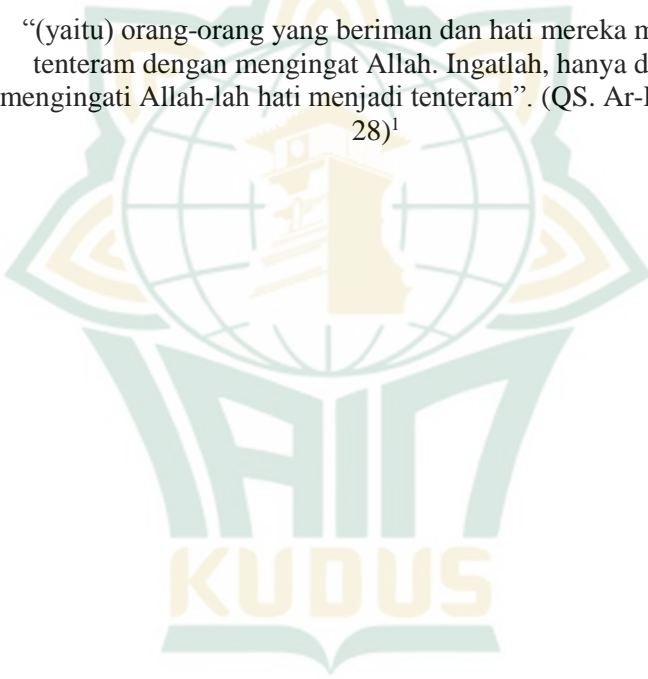 “(yaitu) orang-orang yang beriman dan hati mereka
tenteram dengan mengingat Allah. Ingatlah, hanya
mengingati Allah-lah hati menjadi tenteram”. (QS.
28)¹
IAIN
KUDUS